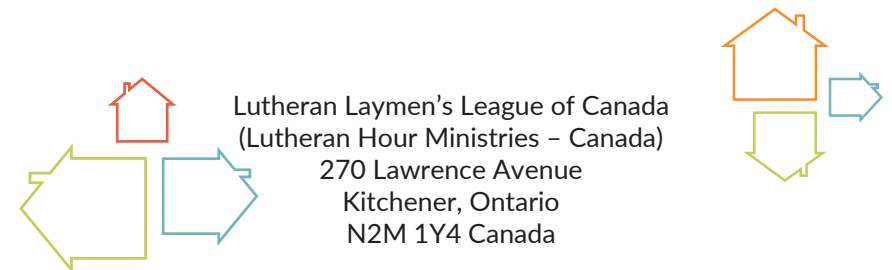 Lutheran Laymen's League of Canada
(Lutheran Hour Ministries – Canada)
270 Lawrence Avenue
Kitchener, Ontario
N2M 1Y4 Canada